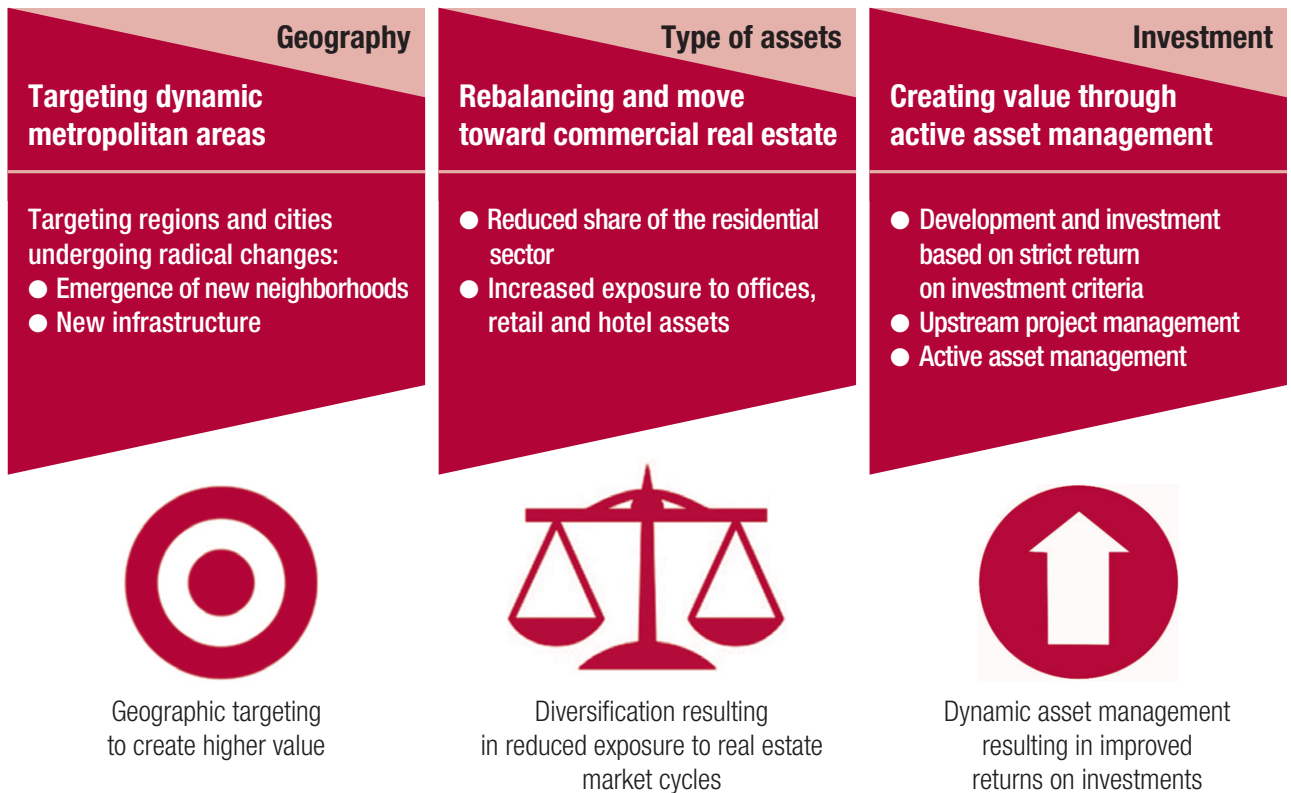 Geography
Targeting dynamic
metropolitan areas
Targeting regions and cities
undergoing radical changes:
● Emergence of new neighborhoods
● New infrastructure
Geographic targeting
to create higher value
Type of assets
Rebalancing and move
toward commercial real estate
● Reduced share of the residential
sector
● Increased exposure to offices,
retail and hotel assets
Diversification resulting
in reduced exposure to real estate
market cycles
Investment
Creating value through
active asset management
● Development and investment
based on strict return
on investment criteria
● Upstream project management
● Active asset management
Dynamic asset management
resulting in improved
returns on investments